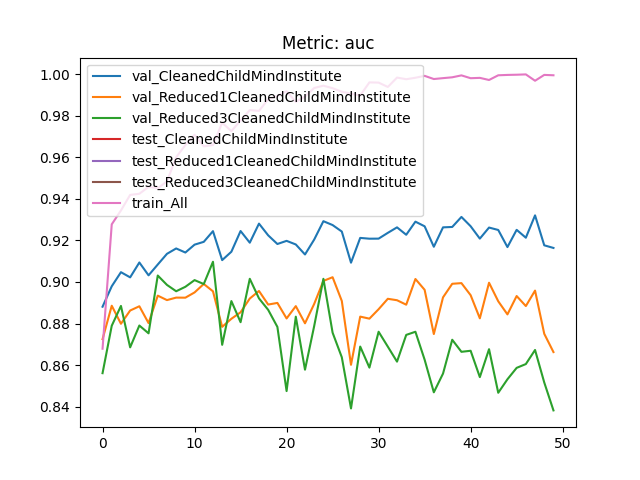 Metric: auc
val_CleanedChildMindInstitute
val_Reduced1CleanedChildMindInstitute
val_Reduced3CleanedChildMindInstitute
test_CleanedChildMindInstitute
test_Reduced1CleanedChildMindInstitute
test_Reduced3CleanedChildMindInstitute
train_All
1.00
0.98
0.96
0.94
0.92
0.90
0.88
0.86
0.84
0 10 20 30 40 50